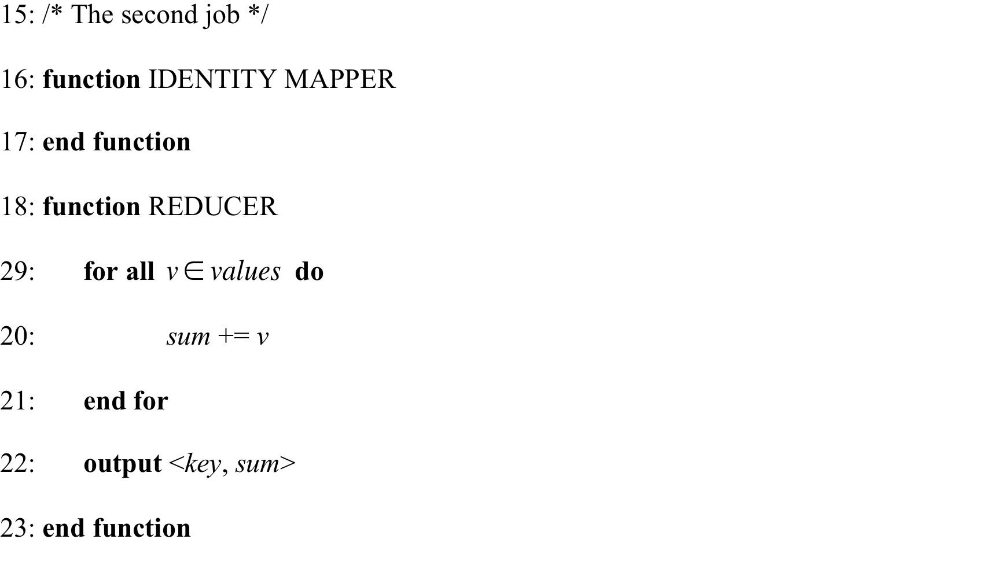 15: /* The second job */
16: function IDENTITY MAPPER
17: end function
18: function REDUCER
29: for all v ∈ values do
20: sum += v
21: end for
22: output <key, sum>
23: end function